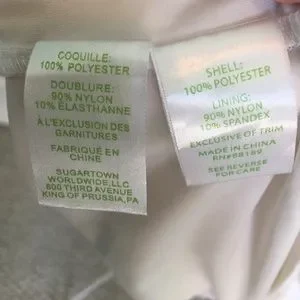 COQUILLE:
100% POLYESTER
DOUBLURE:
90% NYLON
10% ÉLASTHANNE
À L'EXCLUSION DES
GARNITURES
FABRIQUÉ EN
CHINE
SUGARTOWN
WORLDWIDE, LLC
800 THIRD AVENUE
KING OF PRUSSIA, PA
SHELL:
100% POLYESTER
LINING:
90% NYLON
10% SPANDEX
EXCLUSIVE OF TRIM
MADE IN CHINA
RN#88189
SEE REVERSE
FOR CARE